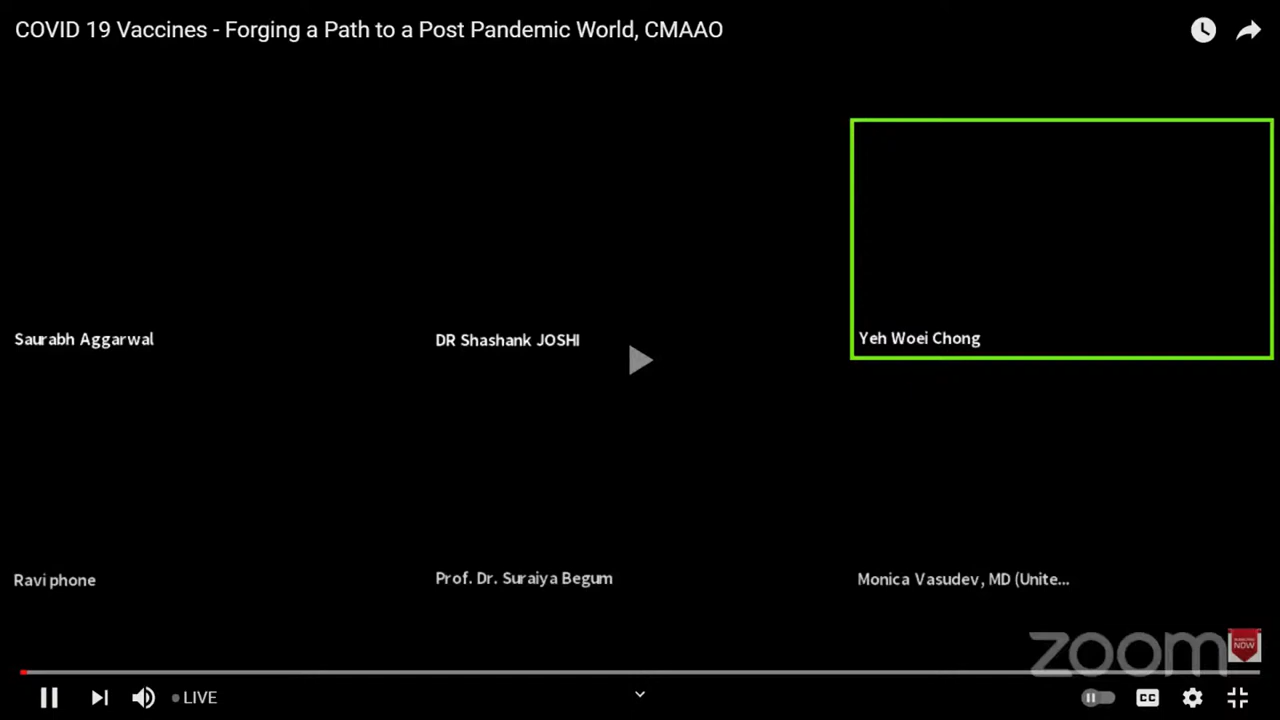 COVID 19 Vaccines - Forging a Path to a Post Pandemic World, CMAAO
Saurabh Aggarwal
DR Shashank JOSHI
Yeh Woei Chong
Ravi phone
Prof. Dr. Suraiya Begum
Monica Vasudev, MD (Unite...
zoom
NOW
LIVE
CC